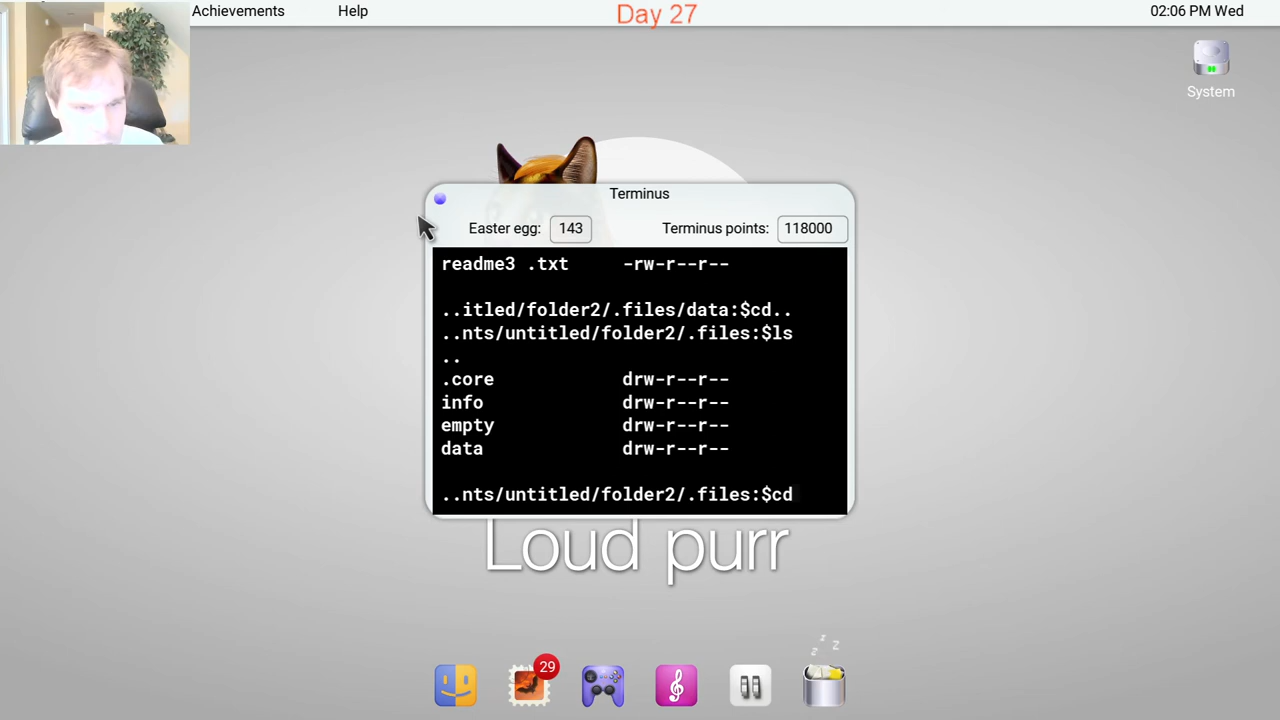 Achievements Help Day 27 02:06 PM Wed
System
Terminus
Easter egg: 143 Terminus points: 118000
readme3 .txt -rw-r--r--
..itled/folder2/.files/data:$cd..
..nts/untitled/folder2/.files:$ls
..
.core drw-r--r--
info drw-r--r--
empty drw-r--r--
data drw-r--r--
..nts/untitled/folder2/.files:$cd
Loud purr
z z
z
29